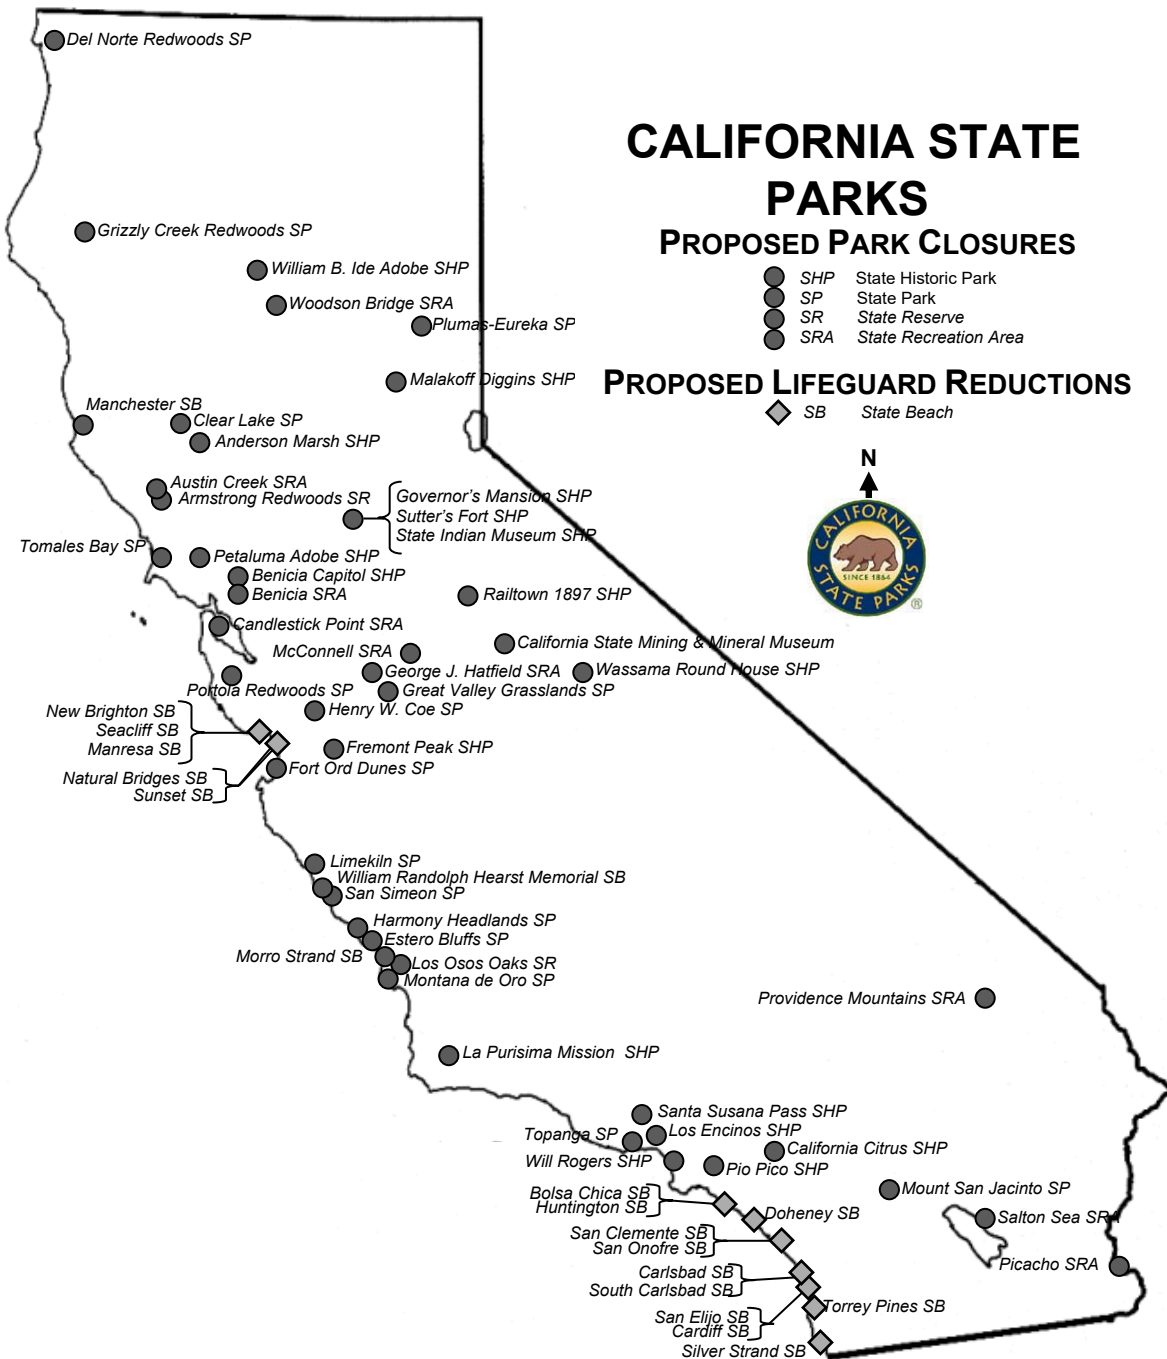 Del Norte Redwoods SP
CALIFORNIA STATE
PARKS
PROPOSED PARK CLOSURES
SHP State Historic Park
SP State Park
SR State Reserve
SRA State Recreation Area
PROPOSED LIFEGUARD REDUCTIONS
SB State Beach
N
CALIFORNIA
SINCE 1864
STATE PARKS
®
Grizzly Creek Redwoods SP
William B. Ide Adobe SHP
Woodson Bridge SRA
Plumas-Eureka SP
Malakoff Diggins SHP
Manchester SB
Clear Lake SP
Anderson Marsh SHP
Austin Creek SRA
Armstrong Redwoods SR
Governor's Mansion SHP
Sutter's Fort SHP
State Indian Museum SHP
Tomales Bay SP
Petaluma Adobe SHP
Benicia Capitol SHP
Benicia SRA
Railtown 1897 SHP
Candlestick Point SRA
California State Mining & Mineral Museum
McConnell SRA
George J. Hatfield SRA
Wassama Round House SHP
Portola Redwoods SP
Great Valley Grasslands SP
Henry W. Coe SP
New Brighton SB
Seacliff SB
Manresa SB
Fremont Peak SHP
Fort Ord Dunes SP
Natural Bridges SB
Sunset SB
Limekiln SP
William Randolph Hearst Memorial SB
San Simeon SP
Harmony Headlands SP
Estero Bluffs SP
Morro Strand SB
Los Osos Oaks SR
Montana de Oro SP
Providence Mountains SRA
La Purisima Mission SHP
Santa Susana Pass SHP
Topanga SP
Los Encinos SHP
California Citrus SHP
Will Rogers SHP
Pio Pico SHP
Mount San Jacinto SP
Bolsa Chica SB
Huntington SB
Doheney SB
Salton Sea SRA
San Clemente SB
San Onofre SB
Picacho SRA
Carlsbad SB
South Carlsbad SB
Torrey Pines SB
San Elijo SB
Cardiff SB
Silver Strand SB